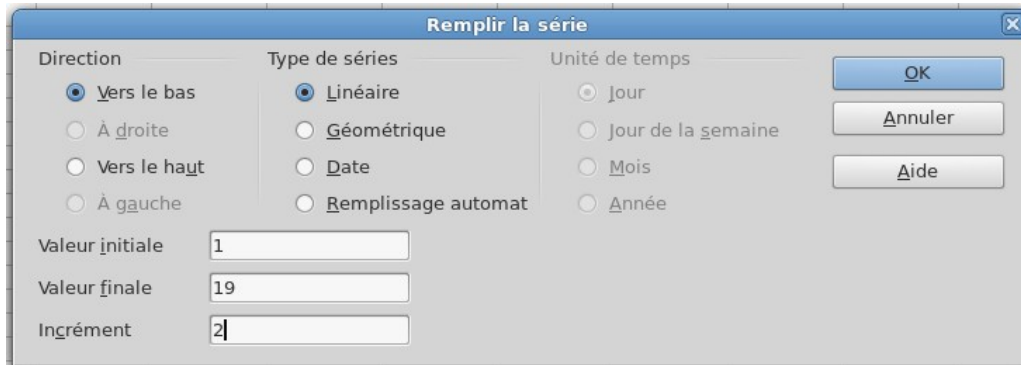 Remplir la série
Direction
Vers le bas
À droite
Vers le haut
À gauche
Type de séries
Linéaire
Géométrique
Date
Remplissage automat
Unité de temps
Jour
Jour de la semaine
Mois
Année
OK
Annuler
Aide
Valeur initiale 1
Valeur finale 19
Incrément 2